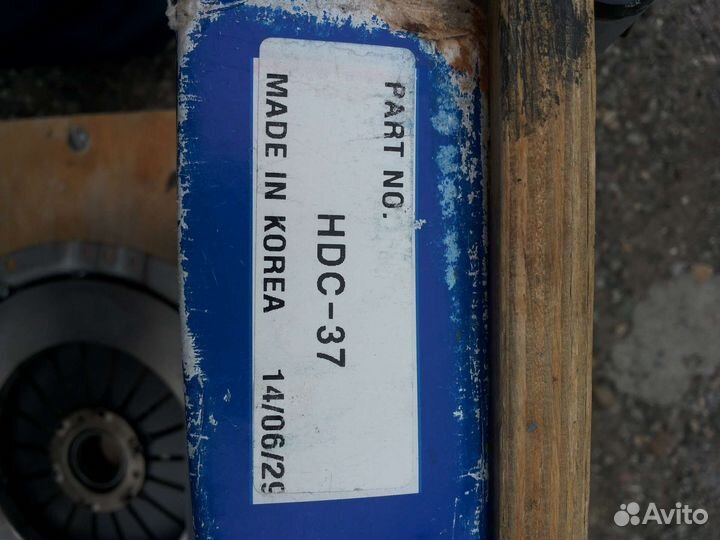 PART NO.
HDC-37
MADE IN KOREA 14/06/29
Avito